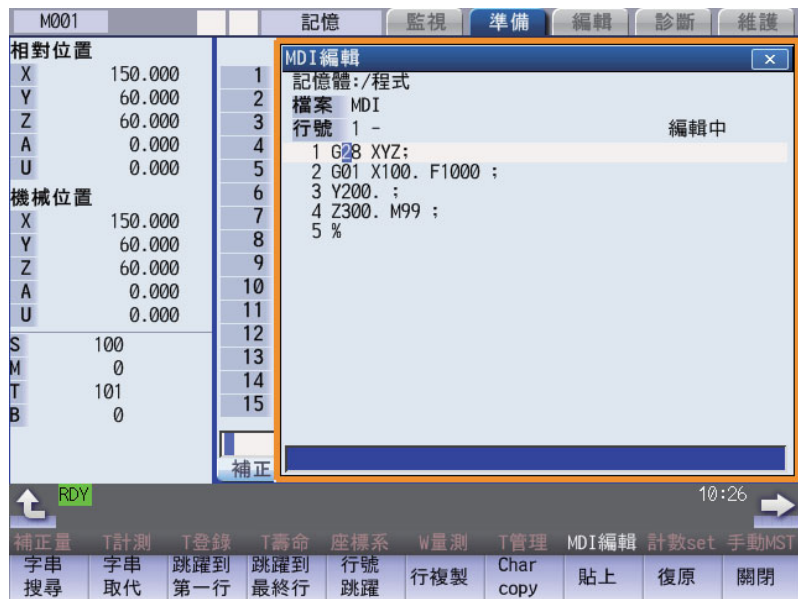 M001 記憶 監視 準備 編輯 診斷 維護
相對位置
X 150.000
Y 60.000
Z 60.000
A 0.000
U 0.000
機械位置
X 150.000
Y 60.000
Z 60.000
A 0.000
U 0.000
S 100
M 0
T 101
B 0
1
2
3
4
5
6
7
8
9
10
11
12
13
14
15
補正
MDI編輯
記憶體:/程式
檔案 MDI
行號 1 - 編輯中
1 G28 XYZ;
2 G01 X100. F1000 ;
3 Y200. ;
4 Z300. M99 ;
5 %
RDY 10:26
補正量 T計測 T登錄 T壽命 座標系 W量測 T管理 MDI編輯 計數set 手動MST
字串搜尋 字串取代 跳躍到第一行 跳躍到最終行 行號跳躍 行複製 Char copy 貼上 復原 關閉